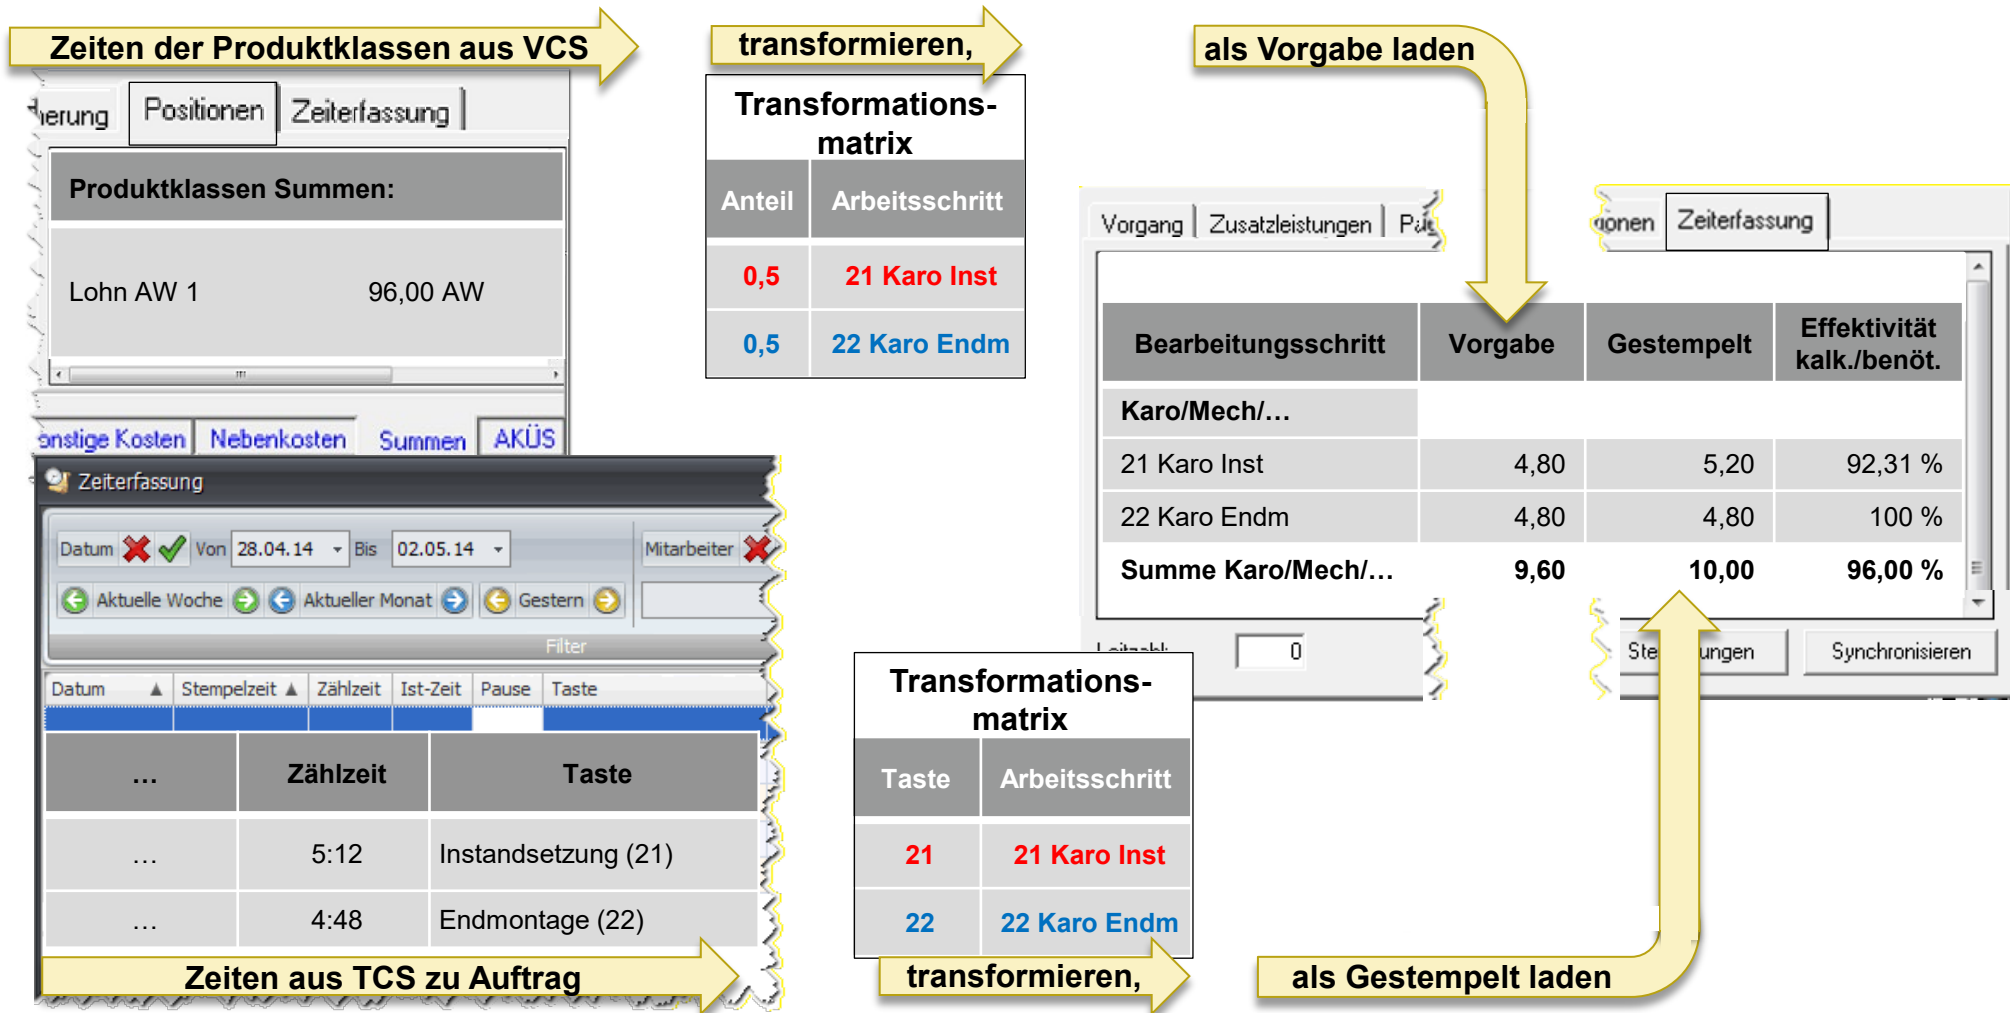 Zeiten der Produktklassen aus VCS
transformieren,
als Vorgabe laden
Positionen
Zeiterfassung
Produktklassen Summen:
Lohn AW 1 96,00 AW
Nebenkosten Summen AKÜS
Transformations-
matrix
Anteil Arbeitsschritt
0,5 21 Karo Inst
0,5 22 Karo Endm
Vorgang Zusatzleistungen
Zeiterfassung
Bearbeitungsschritt Vorgabe Gestempelt Effektivität
kalk./benöt.
Karo/Mech/…
21 Karo Inst 4,80 5,20 92,31 %
22 Karo Endm 4,80 4,80 100 %
Summe Karo/Mech/… 9,60 10,00 96,00 %
0
Synchronisieren
Zeiterfassung
Datum Von 28.04.14 Bis 02.05.14 Mitarbeiter
Aktuelle Woche Aktueller Monat Gestern
Filter
Datum Stempelzeit Zählzeit Ist-Zeit Pause Taste
… Zählzeit Taste
… 5:12 Instandsetzung (21)
… 4:48 Endmontage (22)
Transformations-
matrix
Taste Arbeitsschritt
21 21 Karo Inst
22 22 Karo Endm
Zeiten aus TCS zu Auftrag
transformieren,
als Gestempelt laden